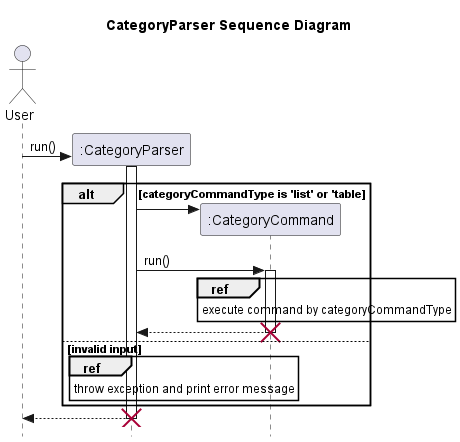 CategoryParser Sequence Diagram
User
run()
:CategoryParser
alt
[categoryCommandType is 'list' or 'table]
:CategoryCommand
run()
ref
execute command by categoryCommandType
[invalid input]
ref
throw exception and print error message